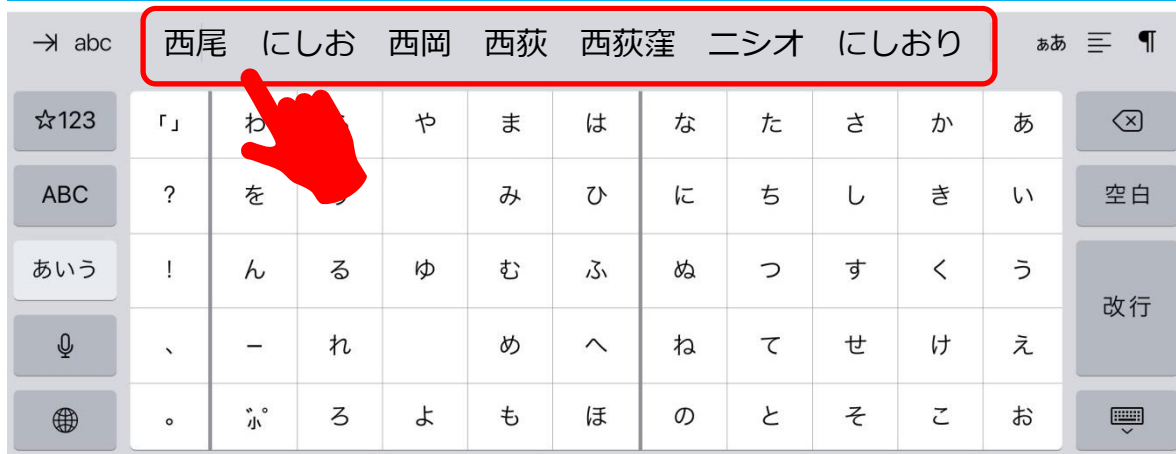 → abc 西尾 にしお 西岡 西荻 西荻窪 ニシオ にしおり ぁあ ¶
☆123 「」 わ や ま は な た さ か あ
ABC ? を み ひ に ち し き い 空白
あいう ! ん る ゆ む ふ ぬ つ す く う 改行
、 ー れ め へ ね て せ け え
。 ろ よ も ほ の と そ こ お